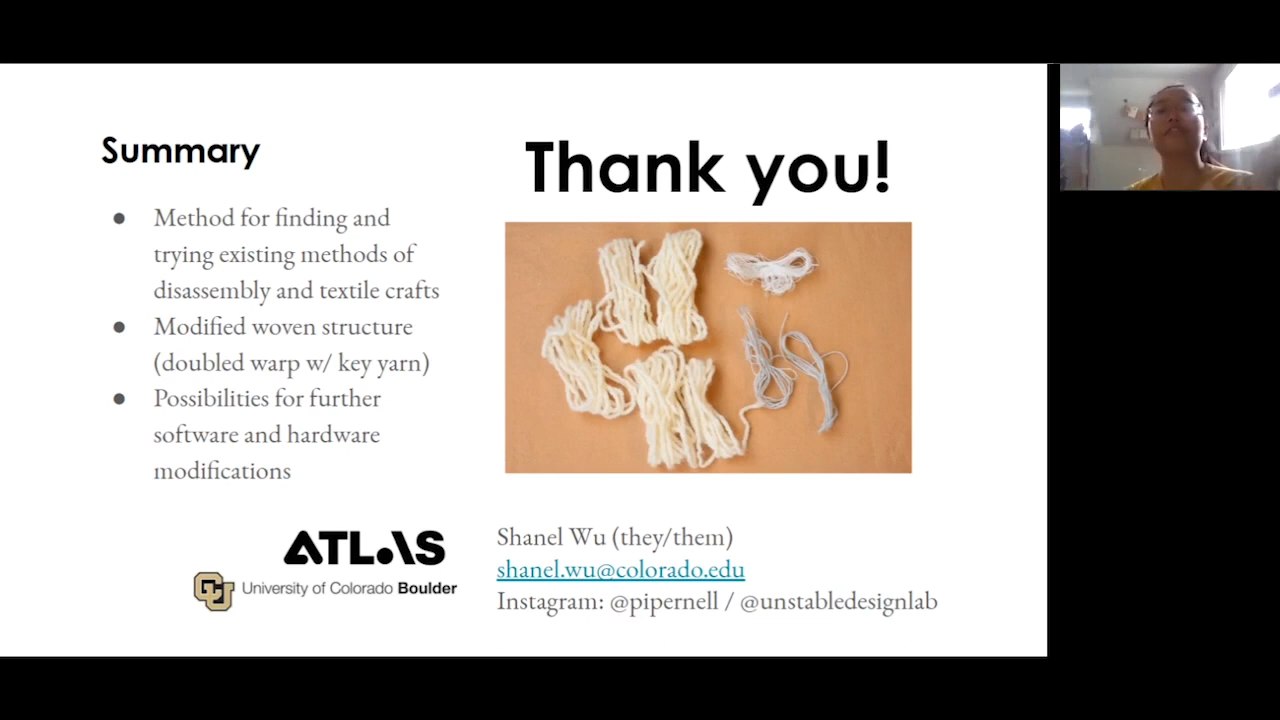 Summary
● Method for finding and
trying existing methods of
disassembly and textile crafts
● Modified woven structure
(doubled warp w/ key yarn)
● Possibilities for further
software and hardware
modifications
Thank you!
ATLAS
CU University of Colorado Boulder
Shanel Wu (they/them)
shanel.wu@colorado.edu
Instagram: @pipernell / @unstabledesignlab